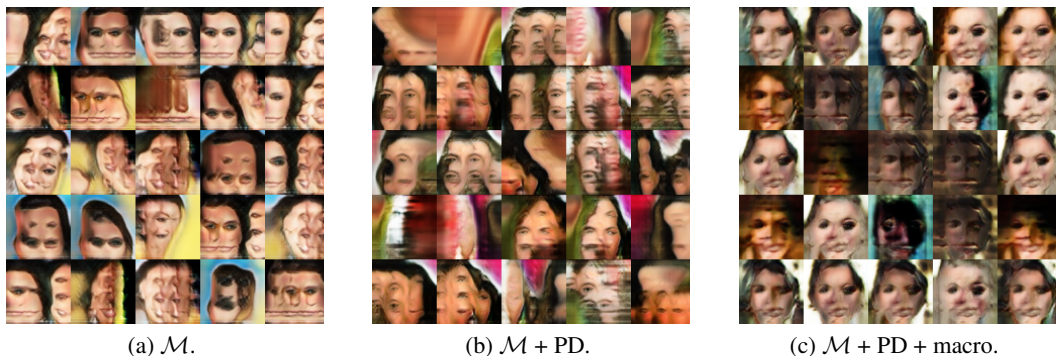 (a) ℳ.
(b) ℳ + PD.
(c) ℳ + PD + macro.